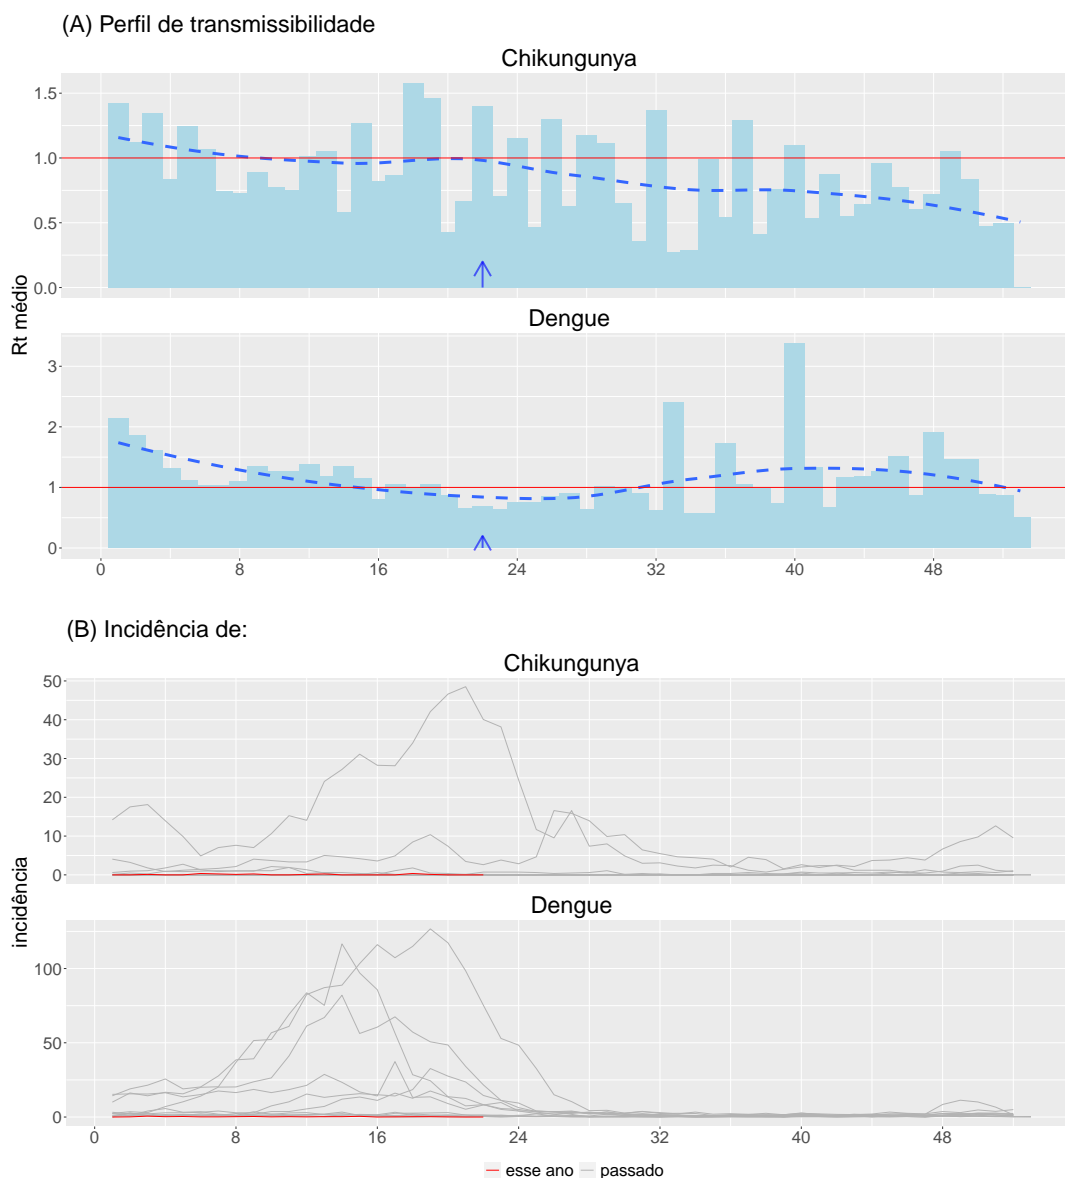 (A) Perfil de transmissibilidade
Chikungunya
1.5
1.0
0.5
0.0
Dengue
3
2
1
0
0 8 16 24 32 40 48
Rt médio
(B) Incidência de:
Chikungunya
50
40
30
20
10
0
Dengue
100
50
0
0 8 16 24 32 40 48
incidência
esse ano passado